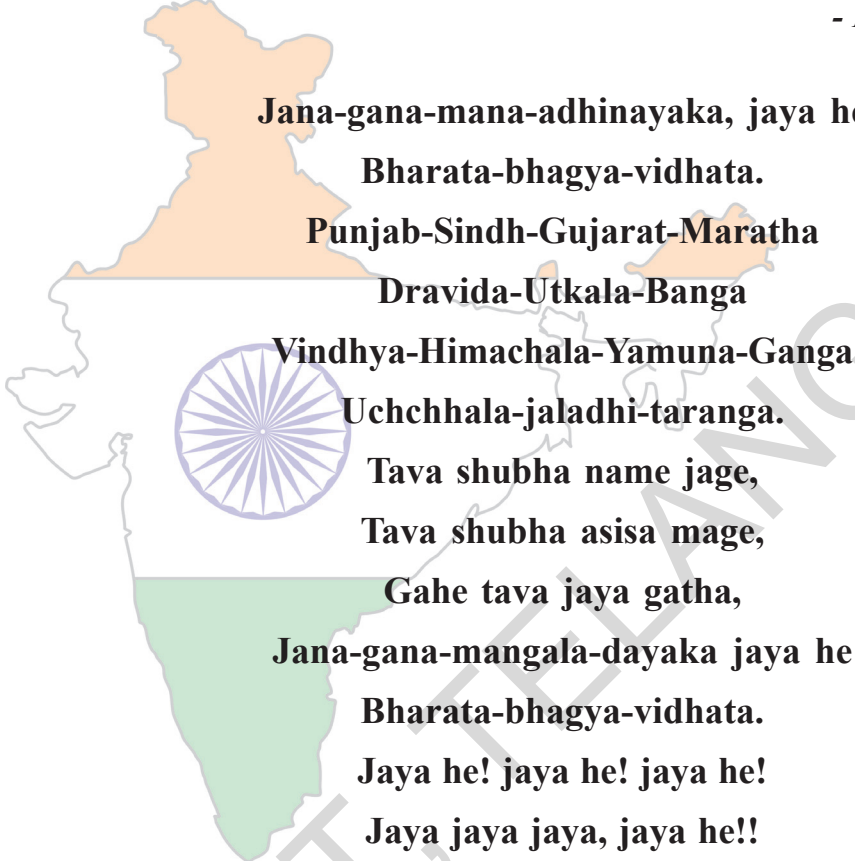 Jana-gana-mana-adhinayaka, jaya he
Bharata-bhagya-vidhata.
Punjab-Sindh-Gujarat-Maratha
Dravida-Utkala-Banga
Vindhya-Himachala-Yamuna-Ganga
Uchchhala-jaladhi-taranga.
Tava shubha name jage,
Tava shubha asisa mage,
Gahe tava jaya gatha,
Jana-gana-mangala-dayaka jaya he
Bharata-bhagya-vidhata.
Jaya he! jaya he! jaya he!
Jaya jaya jaya, jaya he!!